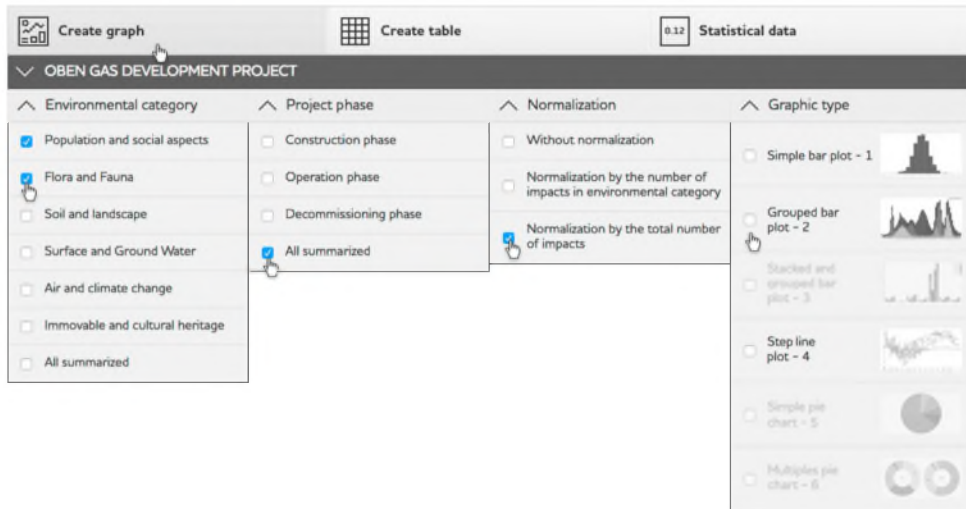 Create graph
Create table
0.12 Statistical data
OBEN GAS DEVELOPMENT PROJECT
Environmental category
Population and social aspects
Flora and Fauna
Soil and landscape
Surface and Ground Water
Air and climate change
Immovable and cultural heritage
All summarized
Project phase
Construction phase
Operation phase
Decommissioning phase
All summarized
Normalization
Without normalization
Normalization by the number of
impacts in environmental category
Normalization by the total number
of impacts
Graphic type
Simple bar plot - 1
Grouped bar
plot - 2
Stacked and
grouped bar
plot - 3
Step line
plot - 4
Simple pie
chart - 5
Multiples pie
chart - 6